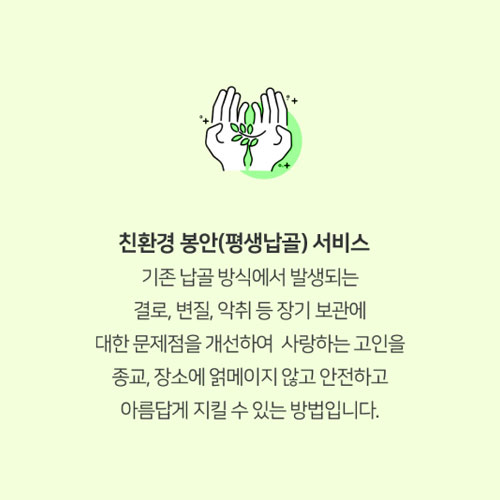 친환경 봉안(평생납골) 서비스
기존 납골 방식에서 발생되는
결로, 변질, 악취 등 장기 보관에
대한 문제점을 개선하여 사랑하는 고인을
종교, 장소에 얽메이지 않고 안전하고
아름답게 지킬 수 있는 방법입니다.